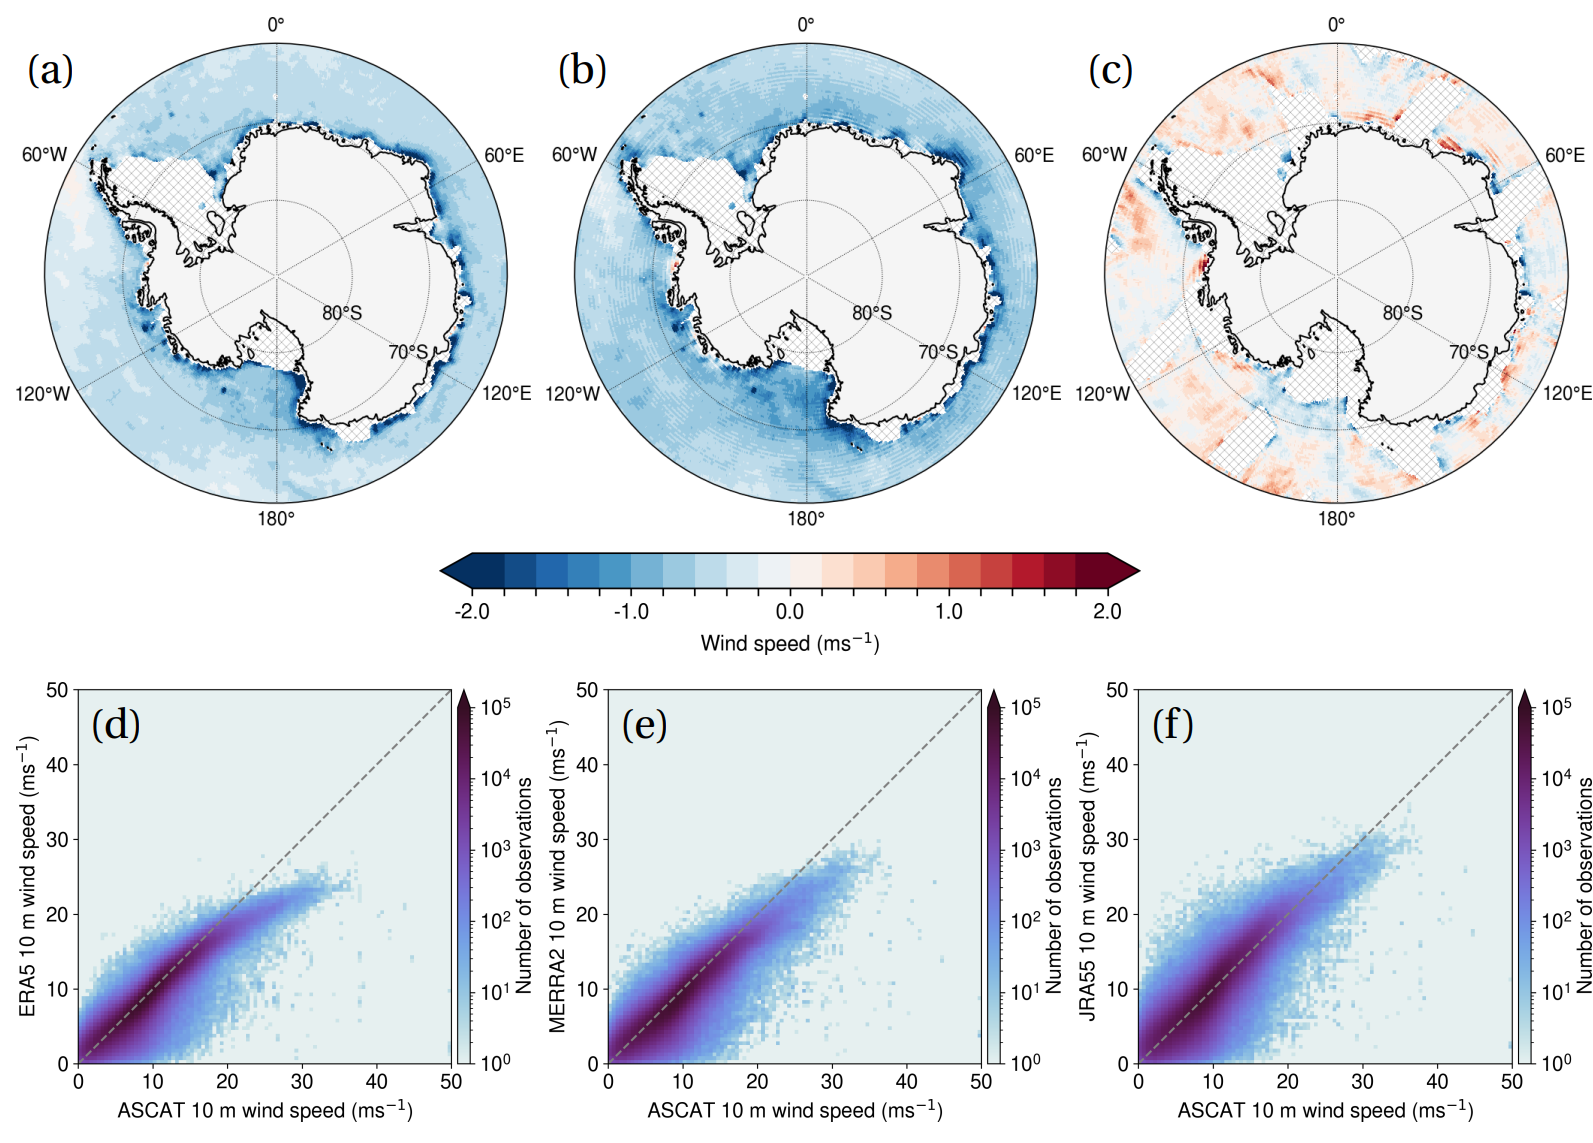 (a)
0°
60°W
60°E
80°S
70°S
120°W
120°E
180°
(b)
0°
60°W
60°E
80°S
70°S
120°W
120°E
180°
(c)
0°
60°W
60°E
80°S
70°S
120°W
120°E
180°
-2.0 -1.0 0.0 1.0 2.0
Wind speed (ms⁻¹)
(d)
ERA5 10 m wind speed (ms⁻¹)
50
40
30
20
10
0
0 10 20 30 40 50
ASCAT 10 m wind speed (ms⁻¹)
10⁵
10⁴
10³
10²
10¹
10⁰
Number of observations
(e)
MERRA2 10 m wind speed (ms⁻¹)
50
40
30
20
10
0
0 10 20 30 40 50
ASCAT 10 m wind speed (ms⁻¹)
10⁵
10⁴
10³
10²
10¹
10⁰
Number of observations
(f)
JRA55 10 m wind speed (ms⁻¹)
50
40
30
20
10
0
0 10 20 30 40 50
ASCAT 10 m wind speed (ms⁻¹)
10⁵
10⁴
10³
10²
10¹
10⁰
Number of observations